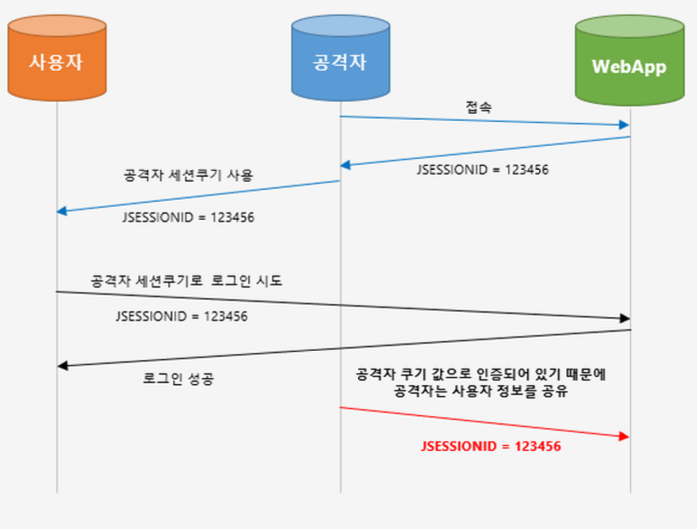 사용자
공격자
WebApp
접속
JSESSIONID = 123456
공격자 세션쿠기 사용
JSESSIONID = 123456
공격자 세션쿠기로 로그인 시도
JSESSIONID = 123456
로그인 성공
공격자 쿠기 값으로 인증되어 있기 때문에
공격자는 사용자 정보를 공유
JSESSIONID = 123456